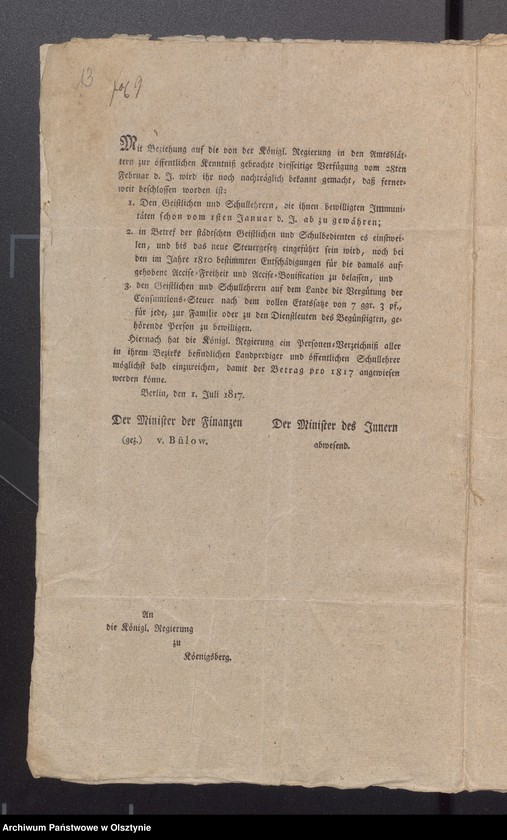 13
pag 9
Mit Beziehung auf die von der Königl. Regierung in den Amtsblät-
tern zur öffentlichen Kenntniß gebrachte diesseitige Verfügung vom 28ten
Februar d. J. wird ihr noch nachträglich bekannt gemacht, daß ferner-
weit beschlossen worden ist:
1. Den Geistlichen und Schullehrern, die ihnen bewilligten Immuni-
täten schon vom 1sten Januar d. J. ab zu gewähren;
2. in Betref der städtschen Geistlichen und Schulbedienten es einstwei-
len, und bis das neue Steuergesetz eingeführt sein wird, noch bei
den im Jahre 1810 bestimmten Entschädigungen für die damals auf-
gehobene Accise-Freiheit und Accise-Bonification zu belassen, und
3. den Geistlichen und Schullehrern auf dem Lande die Vergütung der
Consumtions-Steuer nach dem vollen Etatssatze von 7 ggr. 3 pf.,
für jede, zur Familie oder zu den Dienstleuten des Begünstigten, ge-
hörende Person zu bewilligen.
Hiernach hat die Königl. Regierung ein Personen-Verzeichniß aller
in ihrem Bezirke befindlichen Landprediger und öffentlichen Schullehrer
möglichst bald einzureichen, damit der Betrag pro 1817 angewiesen
werden könne.
Berlin, den 1. Juli 1817.
Der Minister der Finanzen Der Minister des Innern
(gez.) v. Bülow. abwesend.
An
die Königl. Regierung
zu
Köenigsberg.
Archiwum Państwowe w Olsztynie